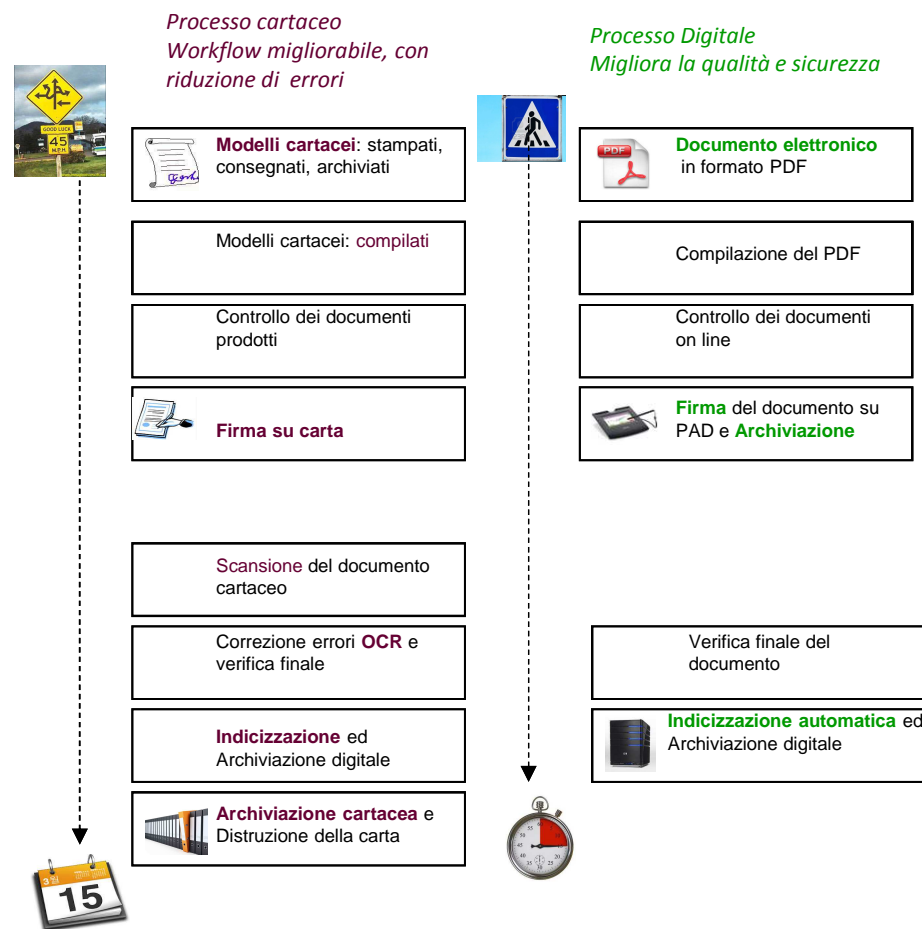 Processo cartaceo
Workflow migliorabile, con
riduzione di errori
GOOD LUCK
45
M.P.H.
Modelli cartacei: stampati,
consegnati, archiviati
Modelli cartacei: compilati
Controllo dei documenti
prodotti
Firma su carta
Scansione del documento
cartaceo
Correzione errori OCR e
verifica finale
Indicizzazione ed
Archiviazione digitale
Archiviazione cartacea e
Distruzione della carta
15
Processo Digitale
Migliora la qualità e sicurezza
PDF
Documento elettronico
in formato PDF
Compilazione del PDF
Controllo dei documenti
on line
Firma del documento su
PAD e Archiviazione
Verifica finale del
documento
Indicizzazione automatica ed
Archiviazione digitale